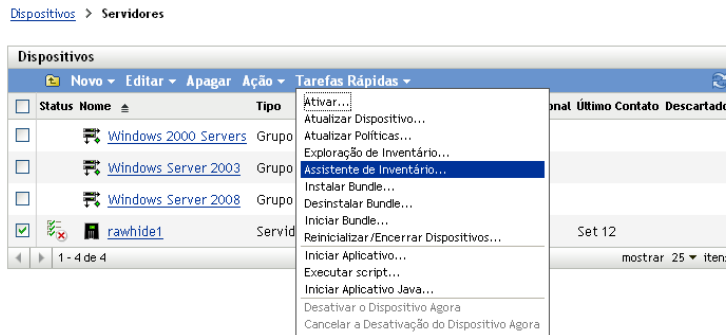 Dispositivos > Servidores
Dispositivos
Novo Editar Apagar Ação Tarefas Rápidas
Status Nome Tipo onal Último Contato Descartado
Windows 2000 Servers Grupo
Windows Server 2003 Grupo
Windows Server 2008 Grupo
rawhide1 Servid Set 12
1 - 4 de 4 mostrar 25 iten
Ativar...
Atualizar Dispositivo...
Atualizar Políticas...
Exploração de Inventário...
Assistente de Inventário...
Instalar Bundle...
Desinstalar Bundle...
Iniciar Bundle...
Reinicializar/Encerrar Dispositivos...
Iniciar Aplicativo...
Executar script...
Iniciar Aplicativo Java...
Desativar o Dispositivo Agora
Cancelar a Desativação do Dispositivo Agora